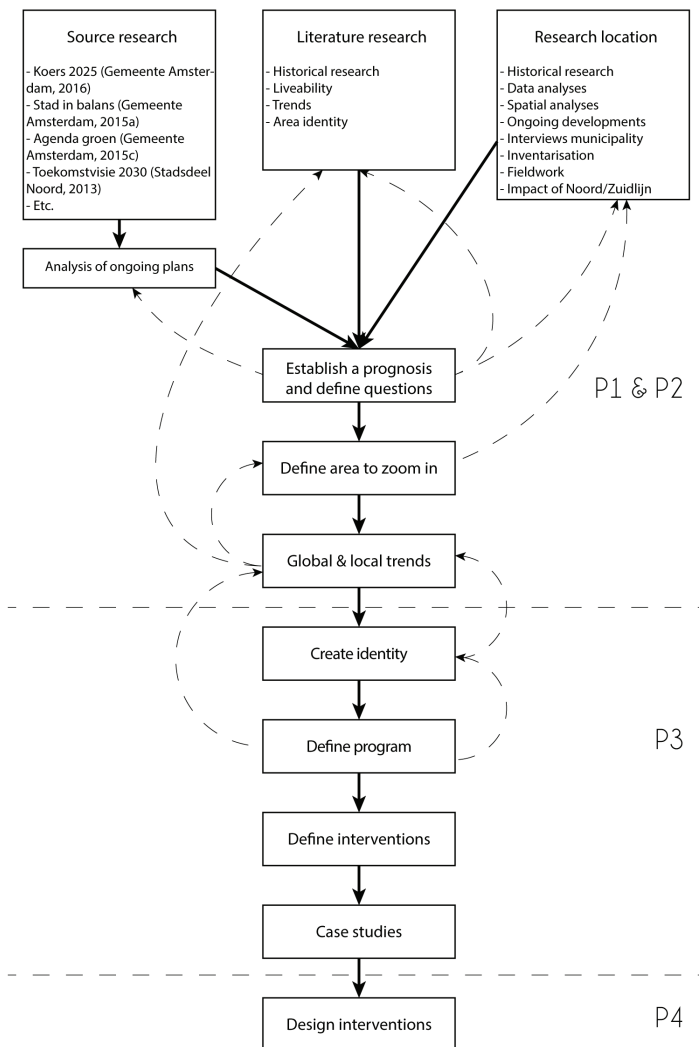 Source research
- Koers 2025 (Gemeente Amster-
dam, 2016)
- Stad in balans (Gemeente
Amsterdam, 2015a)
- Agenda groen (Gemeente
Amsterdam, 2015c)
- Toekomstvisie 2030 (Stadsdeel
Noord, 2013)
- Etc.
Literature research
- Historical research
- Liveability
- Trends
- Area identity
Research location
- Historical research
- Data analyses
- Spatial analyses
- Ongoing developments
- Interviews municipality
- Inventarisation
- Fieldwork
- Impact of Noord/Zuidlijn
Analysis of ongoing plans
Establish a prognosis
and define questions
P1 & P2
Define area to zoom in
Global & local trends
Create identity
Define program
P3
Define interventions
Case studies
Design interventions
P4